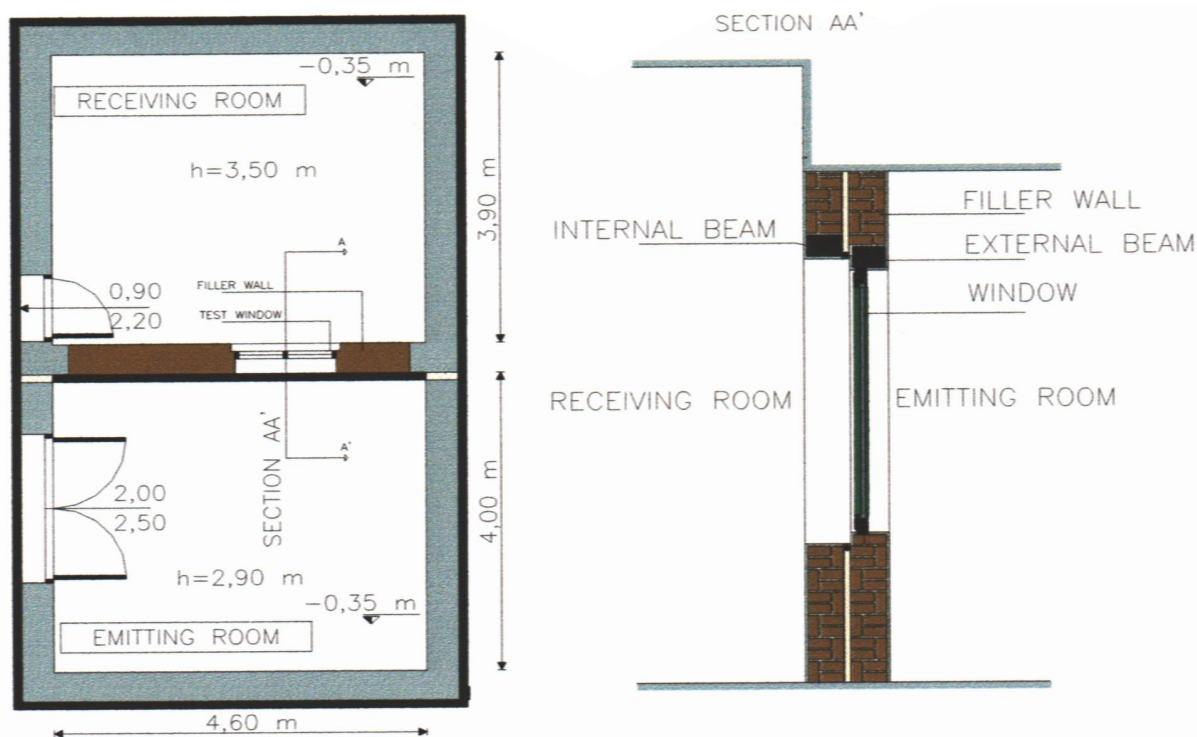 −0,35 m
RECEIVING ROOM
h=3,50 m
3,90 m
A
FILLER WALL
0,90
2,20
TEST WINDOW
SECTION AA'
A'
2,00
2,50
4,00 m
h=2,90 m
−0,35 m
EMITTING ROOM
4,60 m
SECTION AA'
FILLER WALL
INTERNAL BEAM
EXTERNAL BEAM
WINDOW
RECEIVING ROOM
EMITTING ROOM